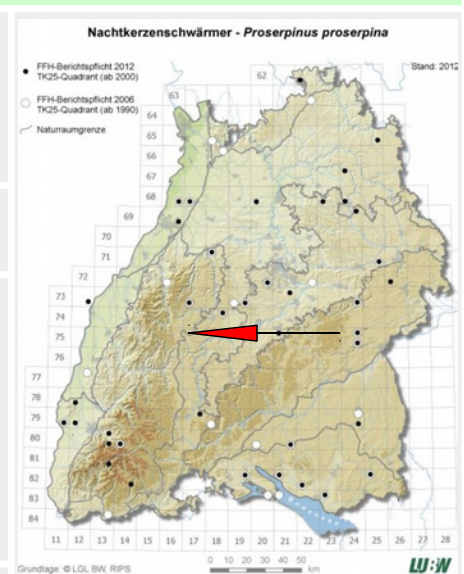 Nachtkerzenschwärmer - Proserpinus proserpina
FFH-Berichtspflicht 2012
TK25-Quadrant (ab 2000)
Stand: 2012
FFH-Berichtspflicht 2006
TK25-Quadrant (ab 1990)
Naturraumgrenze
62
63
64
65
66
67
68
69
70
71
72
73
74
75
76
77
78
79
80
81
82
83
84
11 12 13 14 15 16 17 18 19 20 21 22 23 24 25 26 27 28
0 10 20 30 40 50
km
Grundlage: © LGL BW, RIPS
LU:W